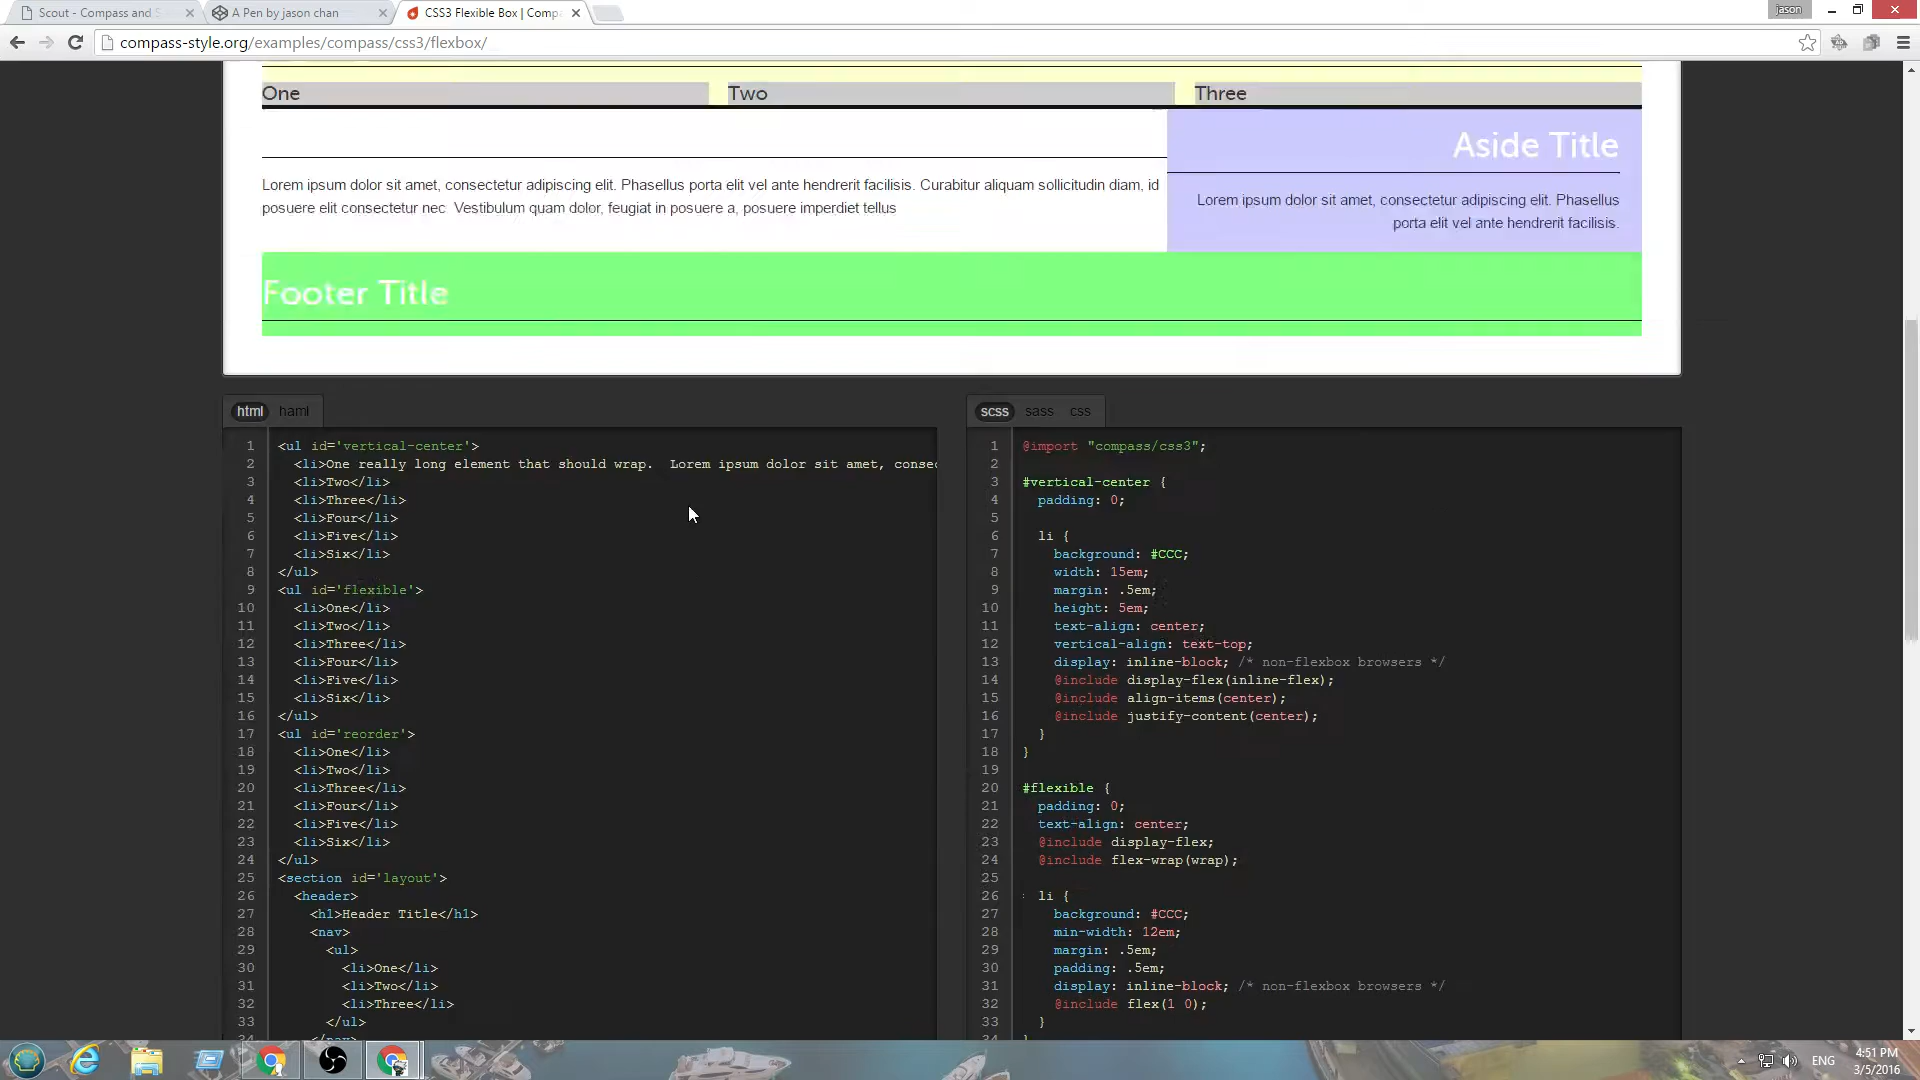 Scout - Compass and S
A Pen by jason chan
CSS3 Flexible Box | Comp
jason
compass-style.org/examples/compass/css3/flexbox/
One
Two
Three
Lorem ipsum dolor sit amet, consectetur adipiscing elit. Phasellus porta elit vel ante hendrerit facilisis. Curabitur aliquam sollicitudin diam, id
posuere elit consectetur nec  Vestibulum quam dolor, feugiat in posuere a, posuere imperdiet tellus
Aside Title
Lorem ipsum dolor sit amet, consectetur adipiscing elit. Phasellus
porta elit vel ante hendrerit facilisis.
Footer Title
html haml
1 <ul id='vertical-center'>
2 <li>One really long element that should wrap.  Lorem ipsum dolor sit amet, consec
3 <li>Two</li>
4 <li>Three</li>
5 <li>Four</li>
6 <li>Five</li>
7 <li>Six</li>
8 </ul>
9 <ul id='flexible'>
10 <li>One</li>
11 <li>Two</li>
12 <li>Three</li>
13 <li>Four</li>
14 <li>Five</li>
15 <li>Six</li>
16 </ul>
17 <ul id='reorder'>
18 <li>One</li>
19 <li>Two</li>
20 <li>Three</li>
21 <li>Four</li>
22 <li>Five</li>
23 <li>Six</li>
24 </ul>
25 <section id='layout'>
26 <header>
27 <h1>Header Title</h1>
28 <nav>
29 <ul>
30 <li>One</li>
31 <li>Two</li>
32 <li>Three</li>
33 </ul>
34 </nav>
scss sass css
1 @import "compass/css3";
2
3 #vertical-center {
4 padding: 0;
5
6 li {
7 background: #CCC;
8 width: 15em;
9 margin: .5em;
10 height: 5em;
11 text-align: center;
12 vertical-align: text-top;
13 display: inline-block; /* non-flexbox browsers */
14 @include display-flex(inline-flex);
15 @include align-items(center);
16 @include justify-content(center);
17 }
18 }
19
20 #flexible {
21 padding: 0;
22 text-align: center;
23 @include display-flex;
24 @include flex-wrap(wrap);
25
26 li {
27 background: #CCC;
28 min-width: 12em;
29 margin: .5em;
30 padding: .5em;
31 display: inline-block; /* non-flexbox browsers */
32 @include flex(1 0);
33 }
34 }
ENG
4:51 PM
3/5/2016